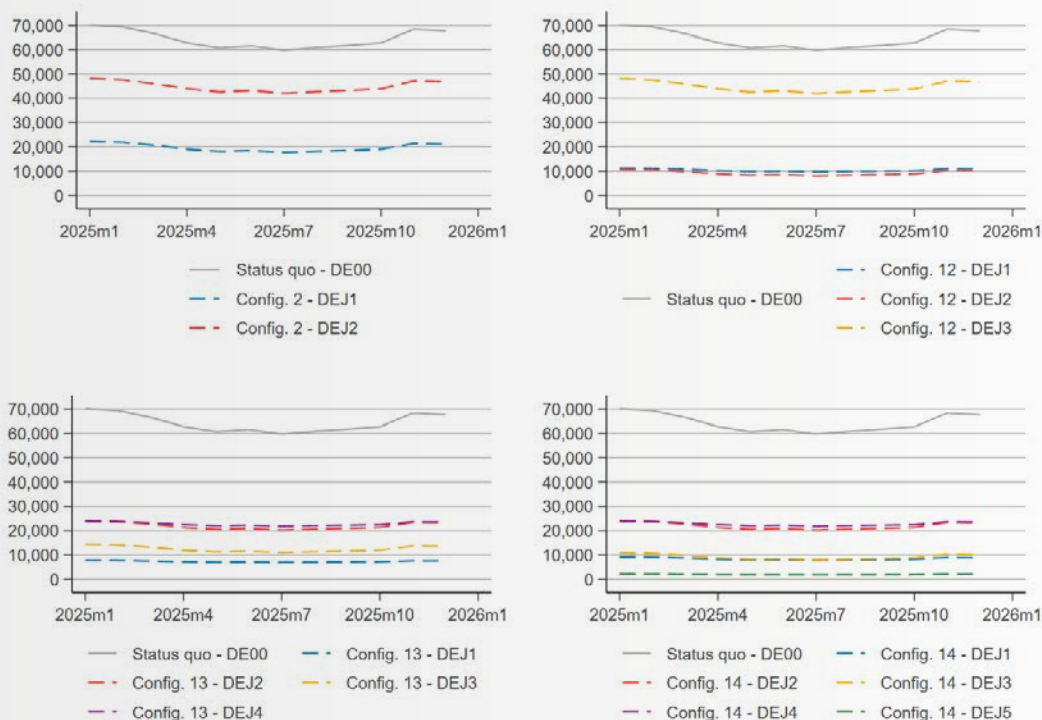 70,000
60,000
50,000
40,000
30,000
20,000
10,000
0
2025m1 2025m4 2025m7 2025m10 2026m1
Status quo - DE00
Config. 2 - DEJ1
Config. 2 - DEJ2
70,000
60,000
50,000
40,000
30,000
20,000
10,000
0
2025m1 2025m4 2025m7 2025m10 2026m1
Status quo - DE00
Config. 12 - DEJ1
Config. 12 - DEJ2
Config. 12 - DEJ3
70,000
60,000
50,000
40,000
30,000
20,000
10,000
0
2025m1 2025m4 2025m7 2025m10 2026m1
Status quo - DE00 Config. 13 - DEJ1
Config. 13 - DEJ2 Config. 13 - DEJ3
Config. 13 - DEJ4
70,000
60,000
50,000
40,000
30,000
20,000
10,000
0
2025m1 2025m4 2025m7 2025m10 2026m1
Status quo - DE00 Config. 14 - DEJ1
Config. 14 - DEJ2 Config. 14 - DEJ3
Config. 14 - DEJ4 Config. 14 - DEJ5